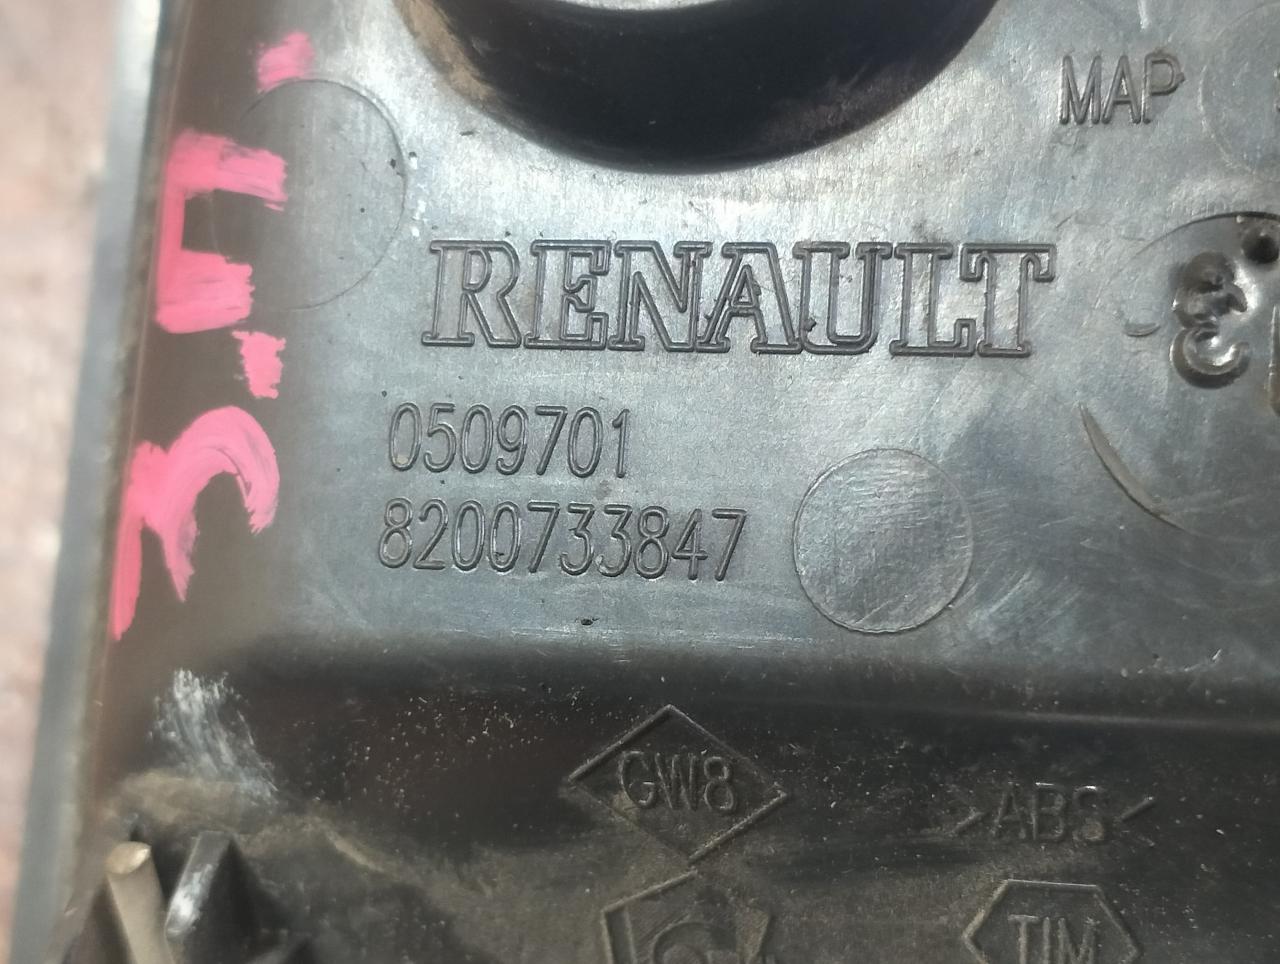 MAP
RENAULT
0509701
8200733847
GW8
>ABS<
TIM